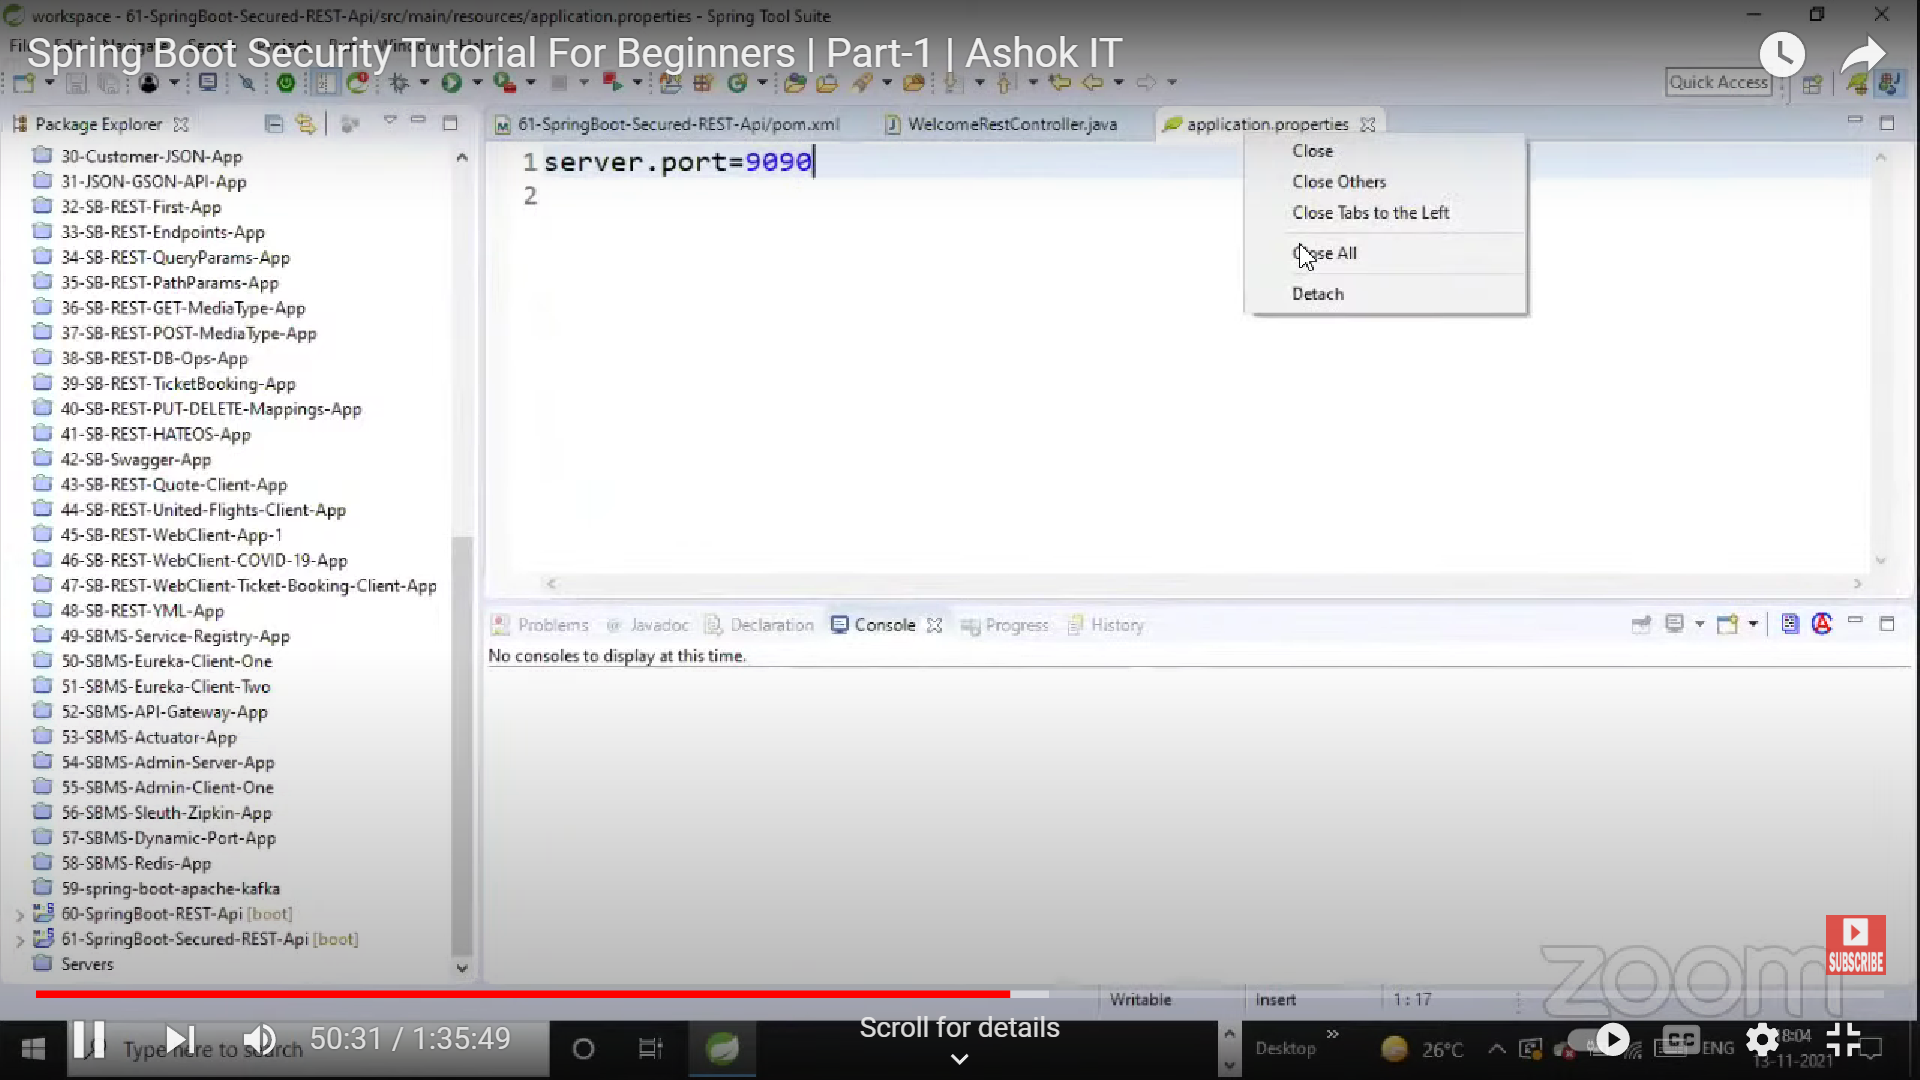 workspace - 61-SpringBoot-Secured-REST-Api/src/main/resources/application.properties - Spring Tool Suite
Spring Boot Security Tutorial For Beginners | Part-1 | Ashok IT
Quick Access
Package Explorer
61-SpringBoot-Secured-REST-Api/pom.xml
WelcomeRestController.java
application.properties
30-Customer-JSON-App
31-JSON-GSON-API-App
32-SB-REST-First-App
33-SB-REST-Endpoints-App
34-SB-REST-QueryParams-App
35-SB-REST-PathParams-App
36-SB-REST-GET-MediaType-App
37-SB-REST-POST-MediaType-App
38-SB-REST-DB-Ops-App
39-SB-REST-TicketBooking-App
40-SB-REST-PUT-DELETE-Mappings-App
41-SB-REST-HATEOS-App
42-SB-Swagger-App
43-SB-REST-Quote-Client-App
44-SB-REST-United-Flights-Client-App
45-SB-REST-WebClient-App-1
46-SB-REST-WebClient-COVID-19-App
47-SB-REST-WebClient-Ticket-Booking-Client-App
48-SB-REST-YML-App
49-SBMS-Service-Registry-App
50-SBMS-Eureka-Client-One
51-SBMS-Eureka-Client-Two
52-SBMS-API-Gateway-App
53-SBMS-Actuator-App
54-SBMS-Admin-Server-App
55-SBMS-Admin-Client-One
56-SBMS-Sleuth-Zipkin-App
57-SBMS-Dynamic-Port-App
58-SBMS-Redis-App
59-spring-boot-apache-kafka
60-SpringBoot-REST-Api [boot]
61-SpringBoot-Secured-REST-Api [boot]
Servers
1 server.port=9090
2
Close
Close Others
Close Tabs to the Left
Close All
Detach
Problems
Javadoc
Declaration
Console
Progress
History
No consoles to display at this time.
zoom
SUBSCRIBE
Writable
Insert
1 : 17
50:31 / 1:35:49
Type here to search
Scroll for details
Desktop
26°C
CC
ENG
18:04
13-11-2021